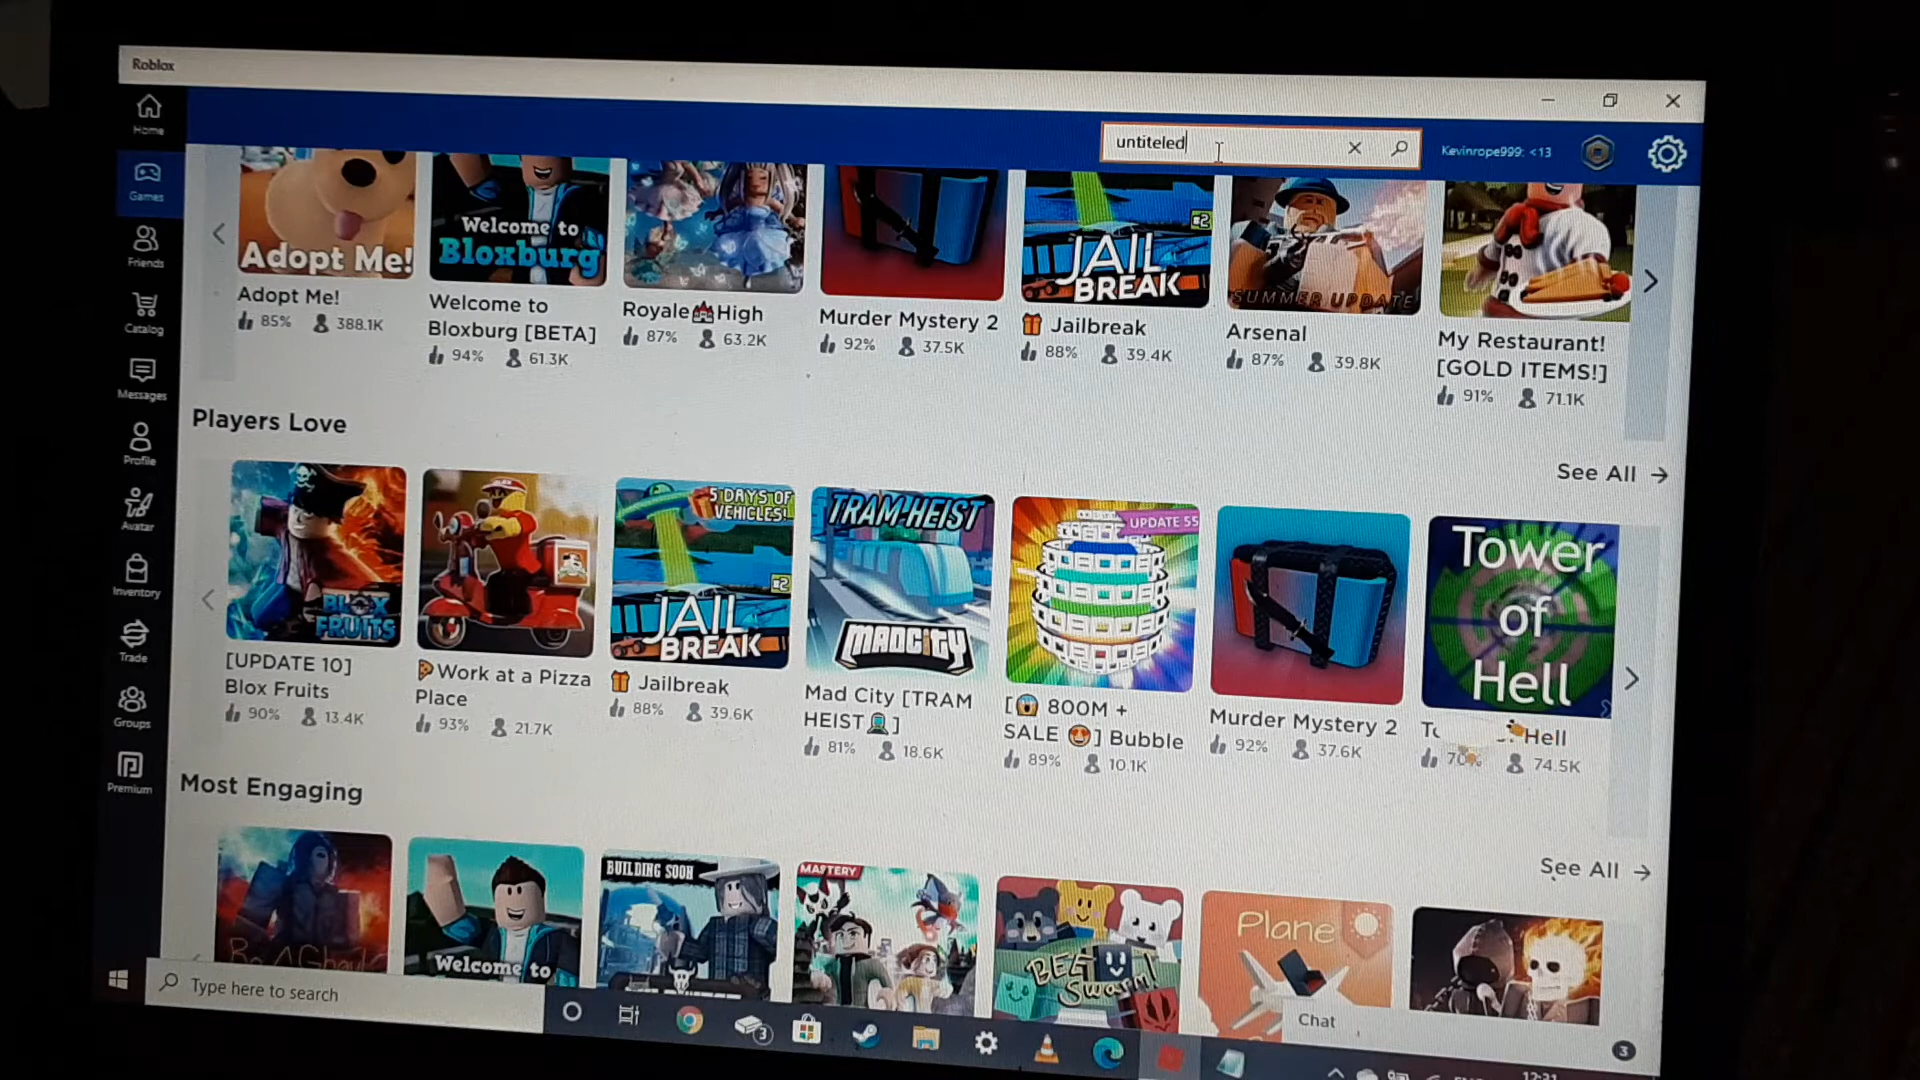 Roblox
untiteled
Kevinrope999: <13
Home
Games
Friends
Catalog
Messages
Profile
Avatar
Inventory
Trade
Groups
Premium
Adopt Me!
Welcome to
Bloxburg
JAIL
BREAK
SUMMER UPDATE
Adopt Me!
85% 388.1K
Welcome to
Bloxburg [BETA]
94% 61.3K
Royale🏰High
87% 63.2K
Murder Mystery 2
92% 37.5K
🎁 Jailbreak
88% 39.4K
Arsenal
87% 39.8K
My Restaurant!
[GOLD ITEMS!]
91% 71.1K
Players Love
See All →
BLOX
FRUITS
5 DAYS OF
VEHICLES!
#2
JAIL
BREAK
TRAM HEIST
MADCITY
UPDATE 55
Tower
of
Hell
[UPDATE 10]
Blox Fruits
90% 13.4K
🍕Work at a Pizza
Place
93% 21.7K
🎁 Jailbreak
88% 39.6K
Mad City [TRAM
HEIST🚊]
81% 18.6K
[😱 800M +
SALE 🤩] Bubble
89% 10.1K
Murder Mystery 2
92% 37.6K
Hell
70% 74.5K
Most Engaging
See All →
Welcome to
BUILDING SOON
MASTERY
BEE
Swarm!
Plane
Chat
Type here to search
3
3